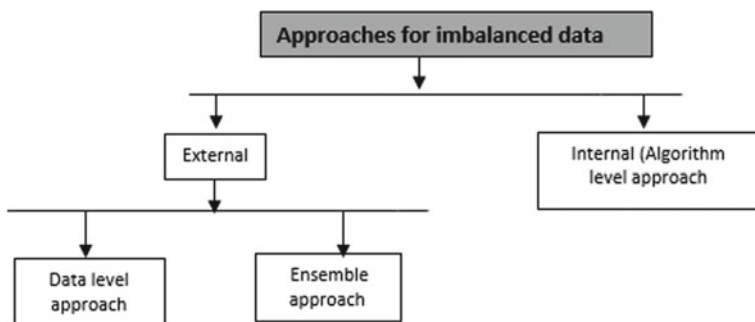 Approaches for imbalanced data
External
Internal (Algorithm
level approach
Data level
approach
Ensemble
approach